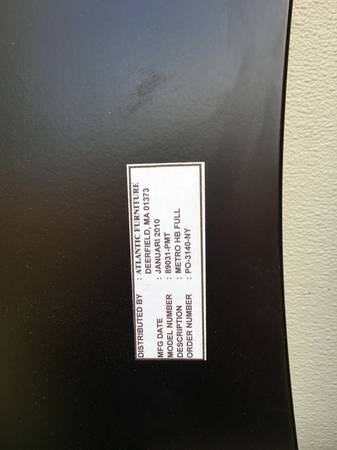 DISTRIBUTED BY : ATLANTIC FURNITURE
DEERFIELD, MA 01373
MFG DATE : JANUARI 2010
MODEL NUMBER : 89031-PMT
DESCRIPTION : METRO HB FULL
ORDER NUMBER : PO-3140-NY